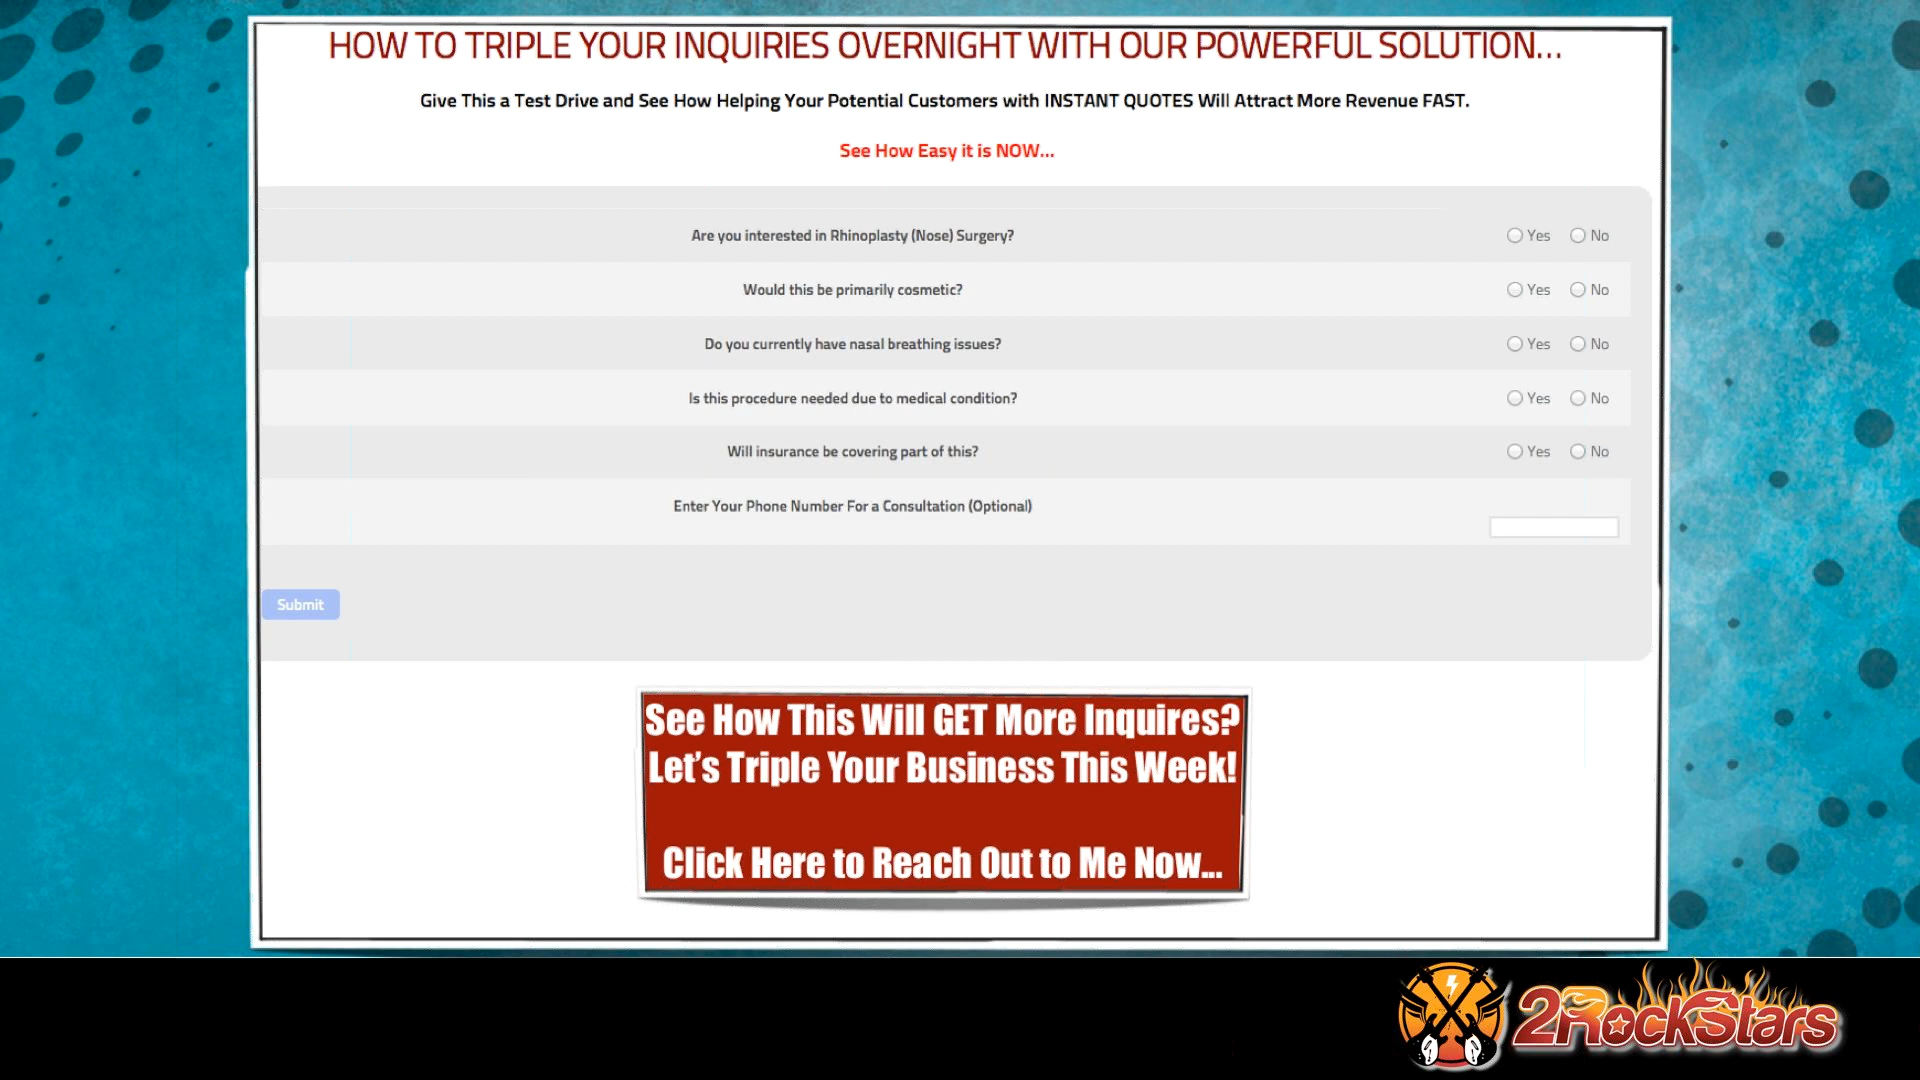 HOW TO TRIPLE YOUR INQUIRIES OVERNIGHT WITH OUR POWERFUL SOLUTION...
Give This a Test Drive and See How Helping Your Potential Customers with INSTANT QUOTES Will Attract More Revenue FAST.
See How Easy it is NOW...
Are you interested in Rhinoplasty (Nose) Surgery? Yes No
Would this be primarily cosmetic? Yes No
Do you currently have nasal breathing issues? Yes No
Is this procedure needed due to medical condition? Yes No
Will insurance be covering part of this? Yes No
Enter Your Phone Number For a Consultation (Optional)
Submit
See How This Will GET More Inquires?
Let's Triple Your Business This Week!
Click Here to Reach Out to Me Now...
2RockStars